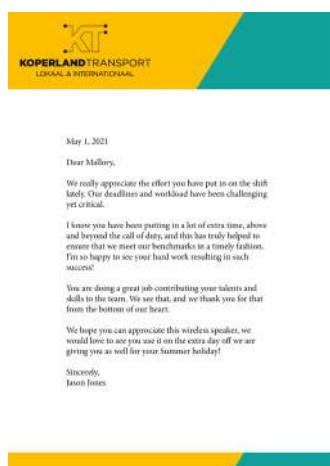 KT
KOPERLANDTRANSPORT
LOKAAL & INTERNATIONAAL
May 1, 2021
Dear Mallory,
We really appreciate the effort you have put in on the shift
lately. Our deadlines and workload have been challenging
yet critical.
I know you have been putting in a lot of extra time, above
and beyond the call of duty, and this has truly helped to
ensure that we meet our benchmarks in a timely fashion.
I'm so happy to see your hard work resulting in such
success!
You are doing a great job contributing your talents and
skills to the team. We see that, and we thank you for that
from the bottom of our heart.
We hope you can appreciate this wireless speaker, we
would love to see you use it on the extra day off we are
giving you as well for your Summer holiday!
Sincerely,
Jason Jones